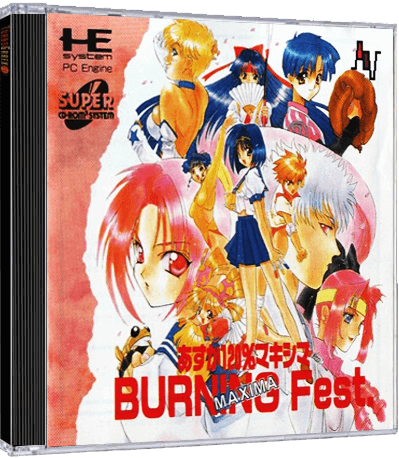 HE
system
PC Engine
SUPER
CD-ROM² SYSTEM
あすか120%マキシマ
BURNING Fest.
MAXIMA